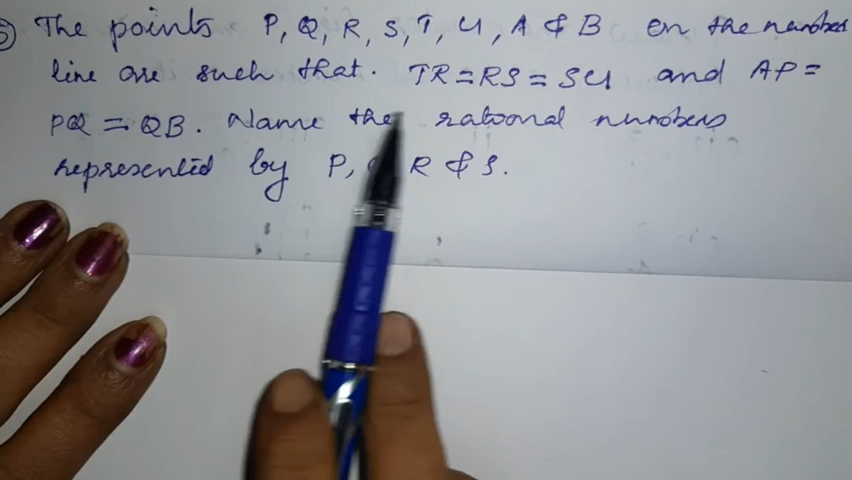 The points P, Q, R, S, T, U, A & B on the number
line are such that. TR = RS = SU and AP =
PQ = QB. Name the rational numbers
represented by P, R & S.